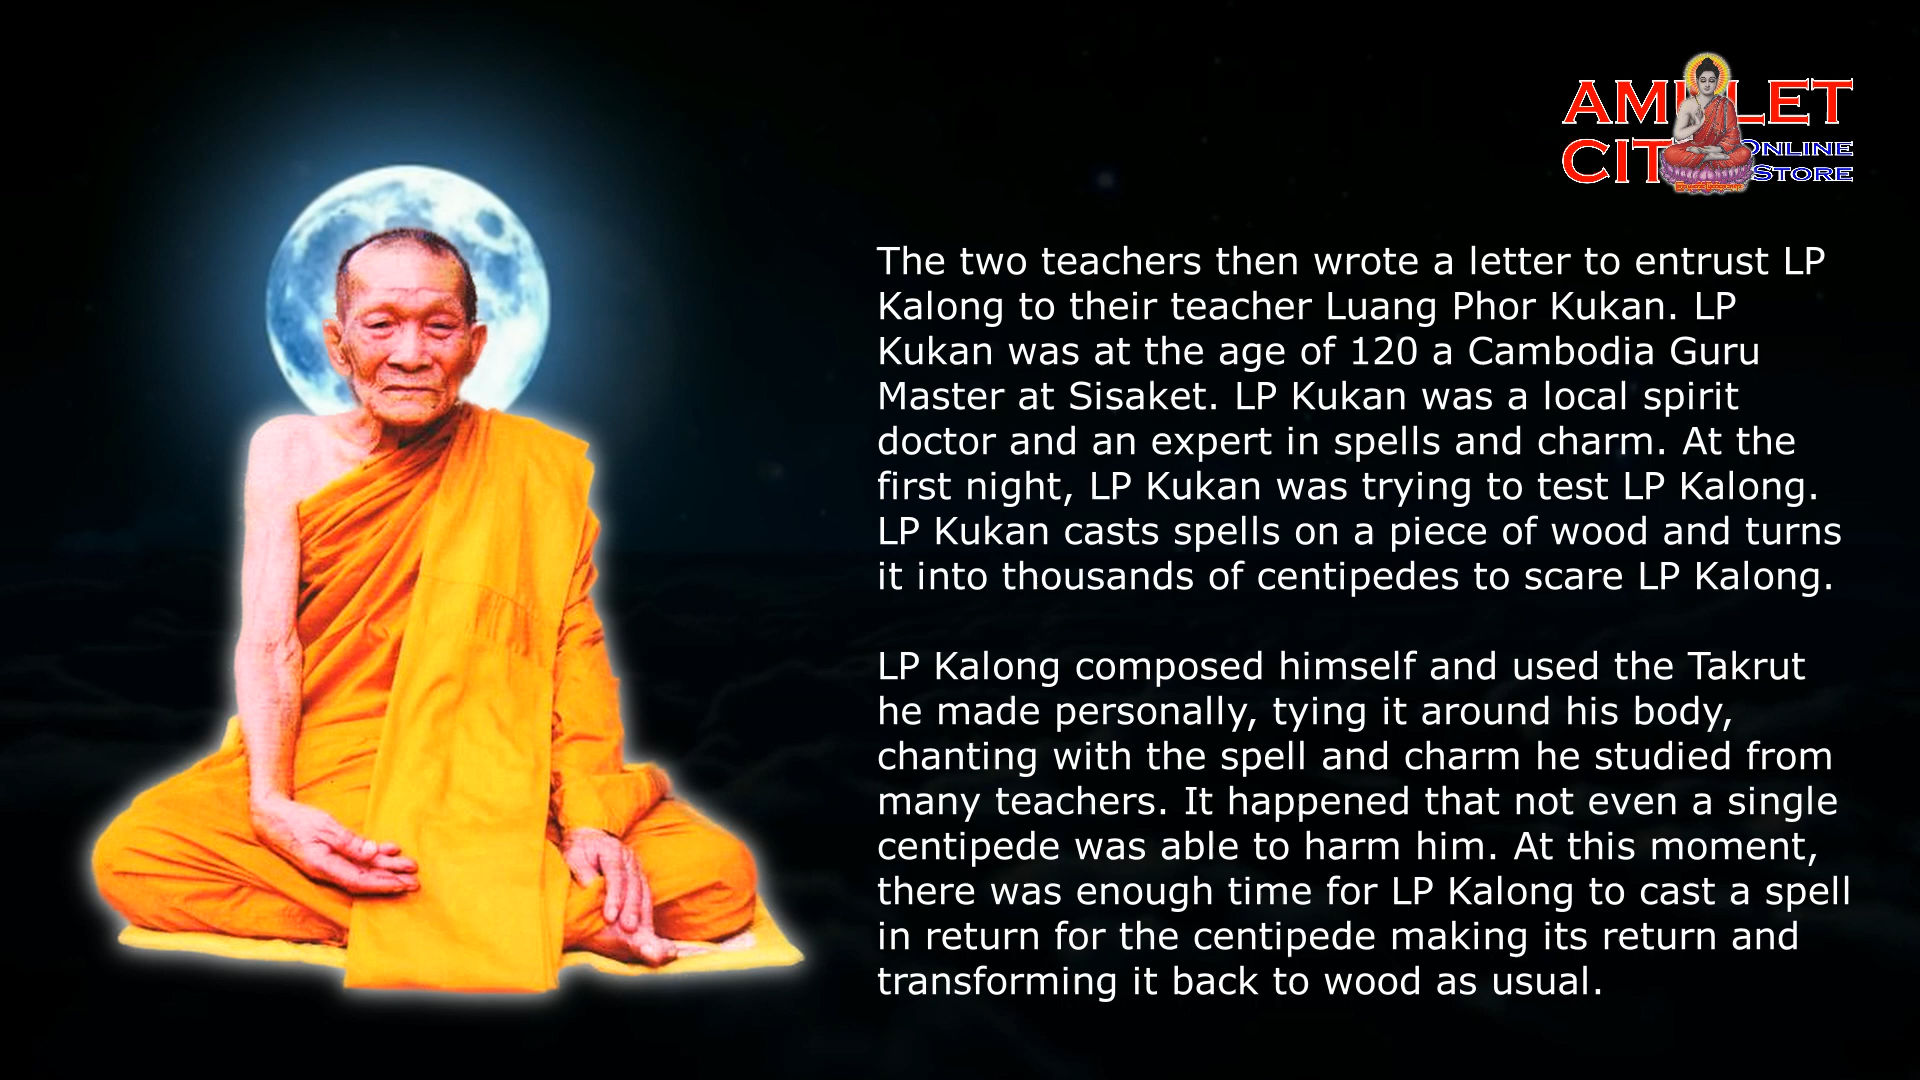 AMULET
CITY ONLINE
STORE
The two teachers then wrote a letter to entrust LP
Kalong to their teacher Luang Phor Kukan. LP
Kukan was at the age of 120 a Cambodia Guru
Master at Sisaket. LP Kukan was a local spirit
doctor and an expert in spells and charm. At the
first night, LP Kukan was trying to test LP Kalong.
LP Kukan casts spells on a piece of wood and turns
it into thousands of centipedes to scare LP Kalong.
LP Kalong composed himself and used the Takrut
he made personally, tying it around his body,
chanting with the spell and charm he studied from
many teachers. It happened that not even a single
centipede was able to harm him. At this moment,
there was enough time for LP Kalong to cast a spell
in return for the centipede making its return and
transforming it back to wood as usual.